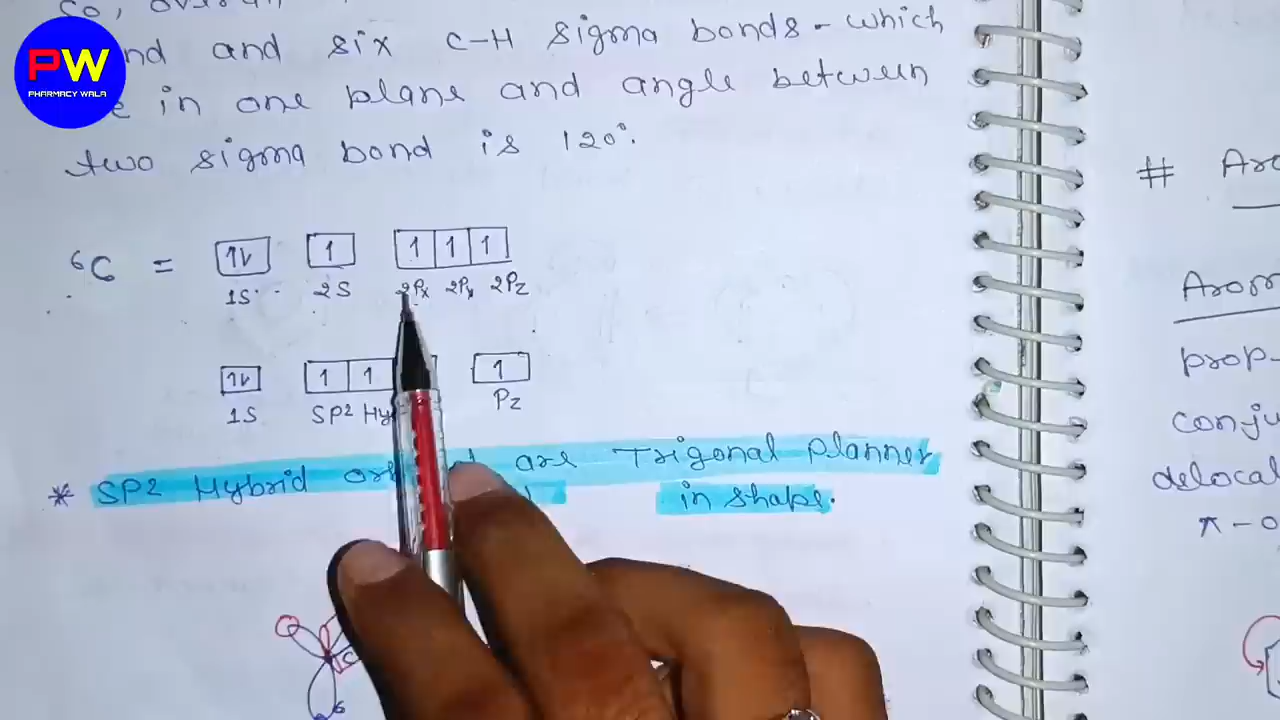 So, overall
PW
PHARMACY WALA
and six C-H sigma bonds - which
in one plane and angle between
two sigma bond is 120°.
6C = 1S 2S 2Px 2Py 2Pz
1S SP2 Pz
* SP2 Hybrid are Trigonal Planner
in shape.
# Aro
Arom
prop-
conju
delocal
π-o